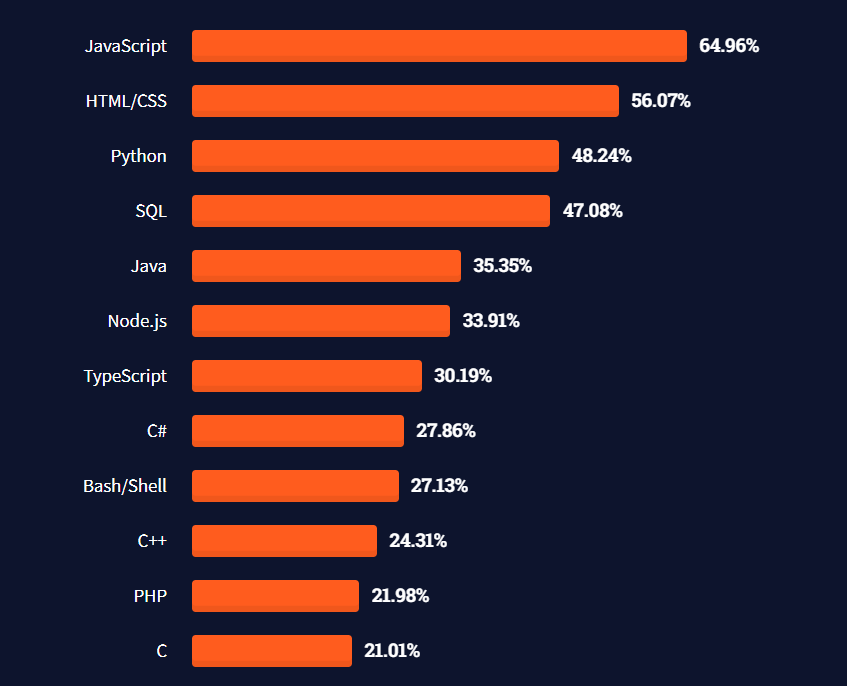 JavaScript 64.96%
HTML/CSS 56.07%
Python 48.24%
SQL 47.08%
Java 35.35%
Node.js 33.91%
TypeScript 30.19%
C# 27.86%
Bash/Shell 27.13%
C++ 24.31%
PHP 21.98%
C 21.01%